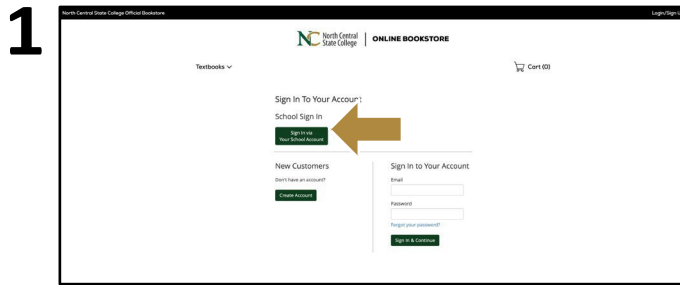 1
North Central State College Official Bookstore
Login/Sign U
NC North Central
State College
ONLINE BOOKSTORE
Textbooks
Cart (0)
Sign In To Your Account
School Sign In
Sign In via
Your School Account
New Customers
Don't have an account?
Create Account
Sign In to Your Account
Email
Password
Forgot your password?
Sign In & Continue